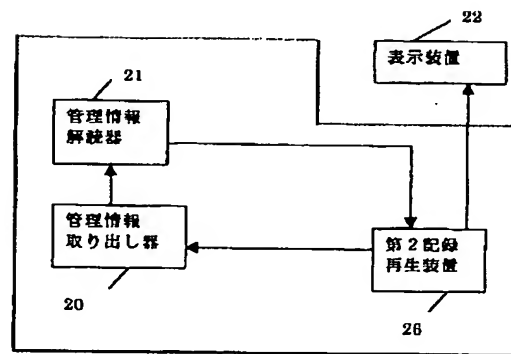 22
表示装置
21
管理情報
解読器
管理情報
取り出し器
第2記録
再生装置
20
26